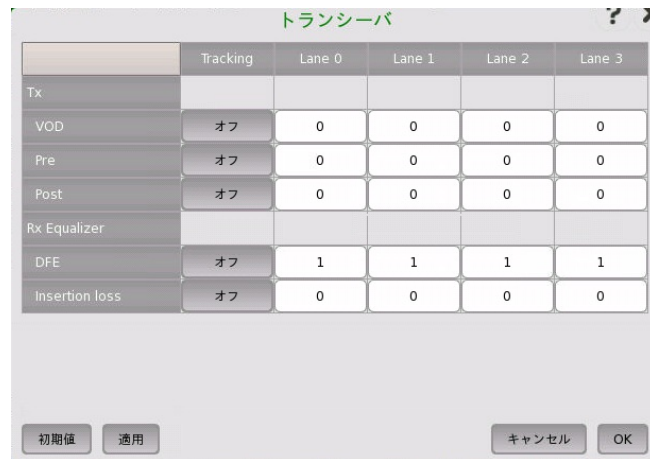 トランシーバ
?
Tracking Lane 0 Lane 1 Lane 2 Lane 3
Tx
VOD オフ 0 0 0 0
Pre オフ 0 0 0 0
Post オフ 0 0 0 0
Rx Equalizer
DFE オフ 1 1 1 1
Insertion loss オフ 0 0 0 0
初期値 適用 キャンセル OK